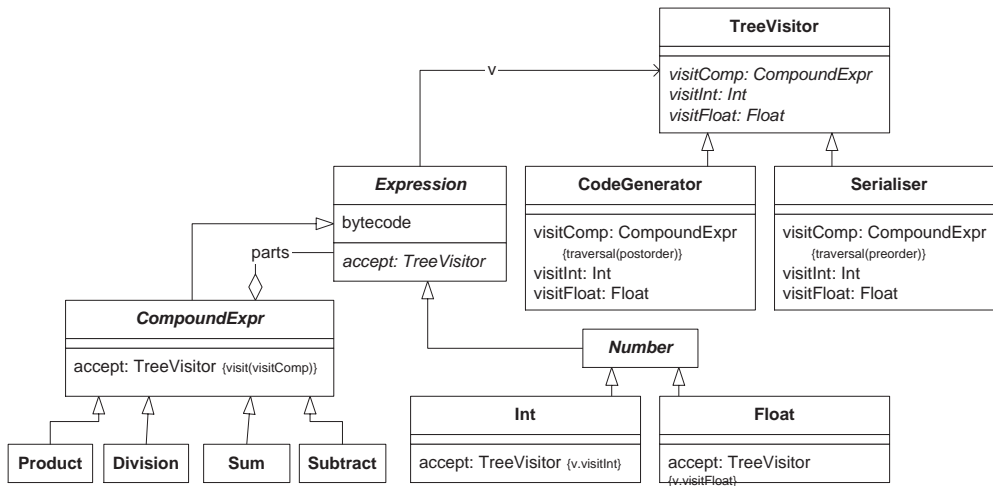 TreeVisitor
visitComp: CompoundExpr
visitInt: Int
visitFloat: Float
v
Expression
bytecode
accept: TreeVisitor
parts
CodeGenerator
visitComp: CompoundExpr
{traversal(postorder)}
visitInt: Int
visitFloat: Float
Serialiser
visitComp: CompoundExpr
{traversal(preorder)}
visitInt: Int
visitFloat: Float
CompoundExpr
accept: TreeVisitor {visit(visitComp)}
Number
Product
Division
Sum
Subtract
Int
accept: TreeVisitor {v.visitInt}
Float
accept: TreeVisitor
{v.visitFloat}